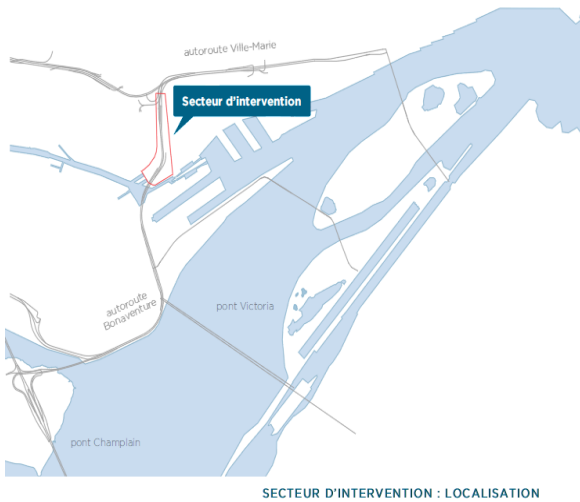 autoroute Ville-Marie
Secteur d'intervention
autoroute
Bonaventure
pont Victoria
pont Champlain
SECTEUR D'INTERVENTION : LOCALISATION